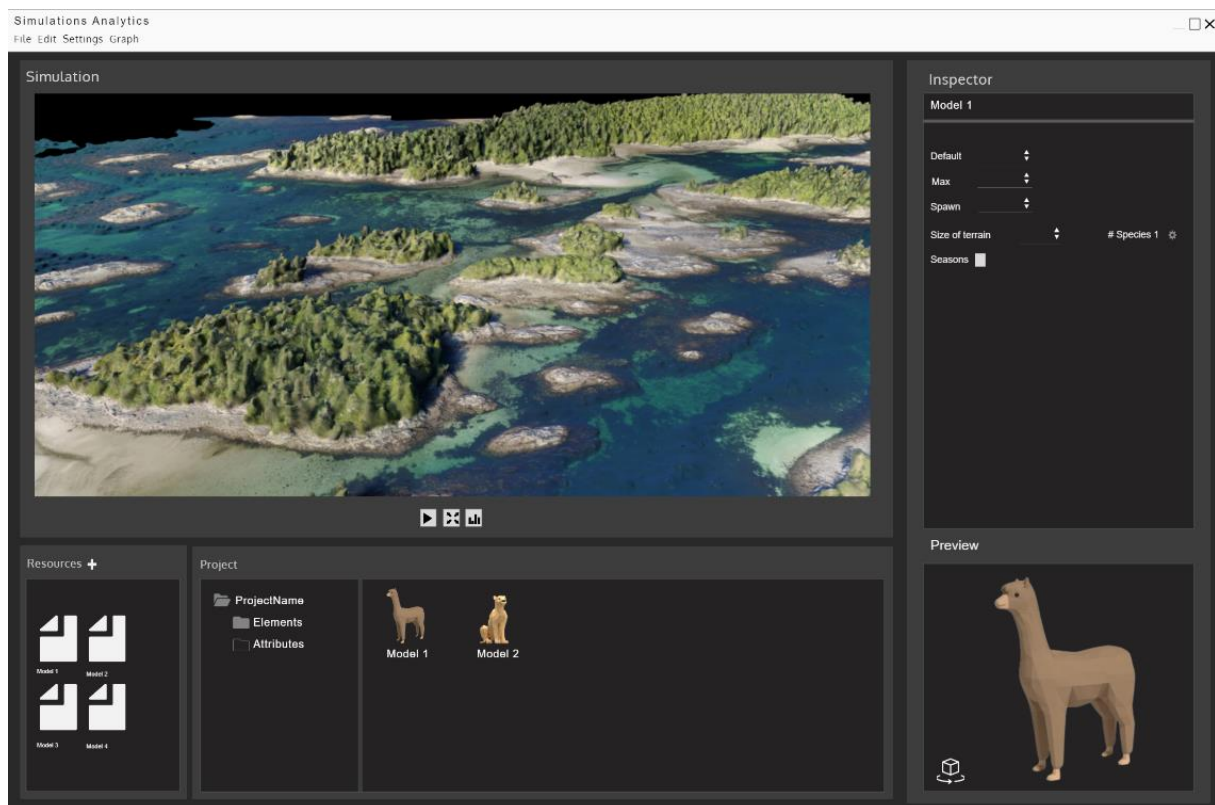 Simulations Analytics
File Edit Settings Graph
Simulation
Inspector
Model 1
Default
Max
Spawn
Size of terrain # Species 1
Seasons
Resources
Model 1 Model 2
Model 3 Model 4
Project
ProjectName
Elements
Attributes
Model 1 Model 2
Preview